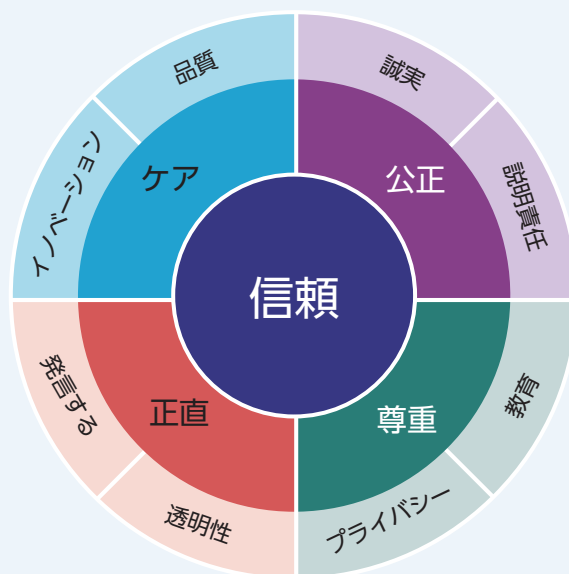 品質
誠実
イノベーション
ケア
公正
説明責任
信頼
発言する
正直
尊重
教育
透明性
プライバシー